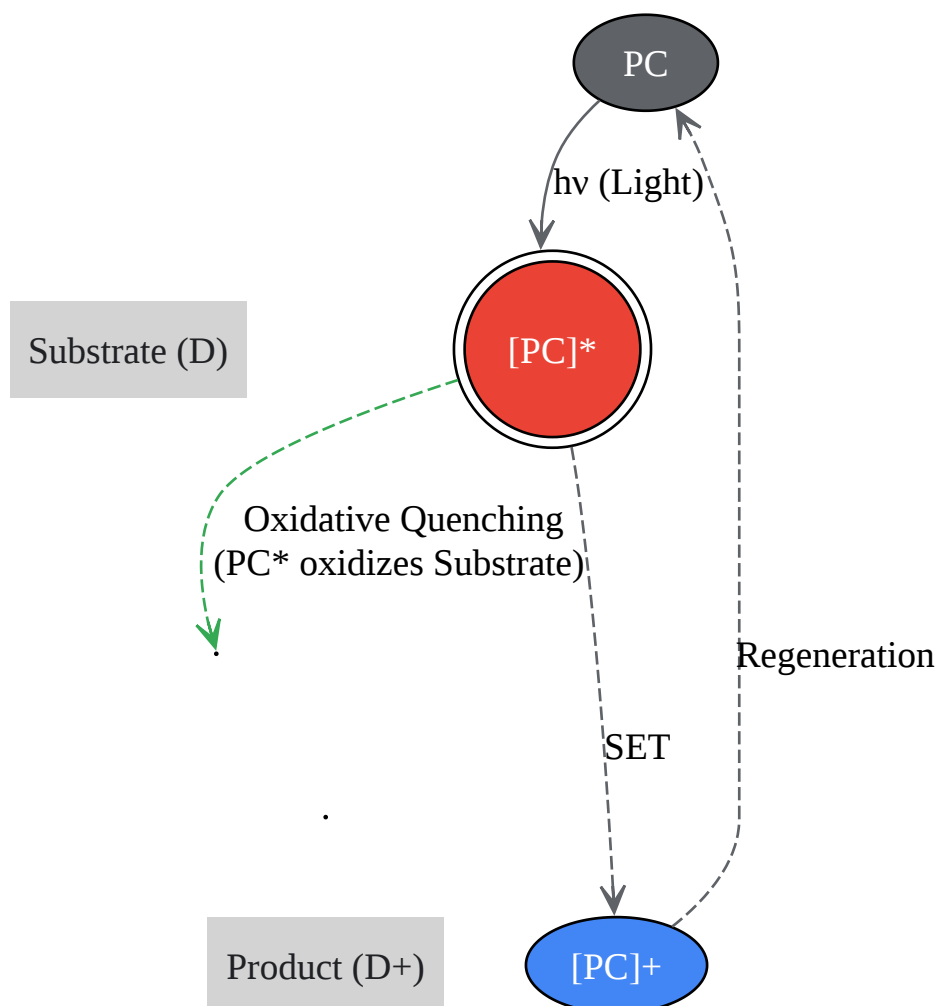 PC
hν (Light)
Substrate (D)
[PC]*
Oxidative Quenching
(PC* oxidizes Substrate)
Regeneration
SET
Product (D+)
[PC]+